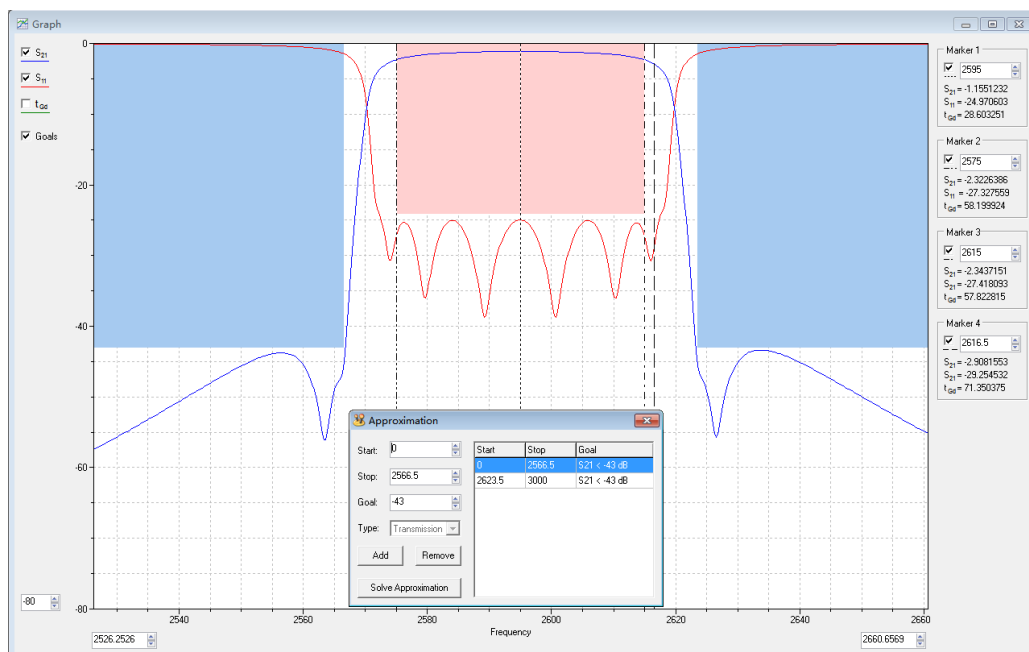 Graph
S21
S11
tGd
Goals
0
-20
-40
-60
-80
-80
2540
2560
2580
2600
2620
2640
2660
Frequency
2526.2526
2660.6569
Marker 1
2595
S21 = -1.1551232
S11 = -24.970603
tGd = 28.603251
Marker 2
2575
S21 = -2.3226386
S11 = -27.327559
tGd = 58.199924
Marker 3
2615
S21 = -2.3437151
S11 = -27.418093
tGd = 57.822815
Marker 4
2616.5
S21 = -2.9081553
S11 = -29.254532
tGd = 71.350375
Approximation
Start: 0
Stop: 2566.5
Goal: -43
Type: Transmission
Add Remove
Solve Approximation
Start Stop Goal
0 2566.5 S21 < -43 dB
2623.5 3000 S21 < -43 dB